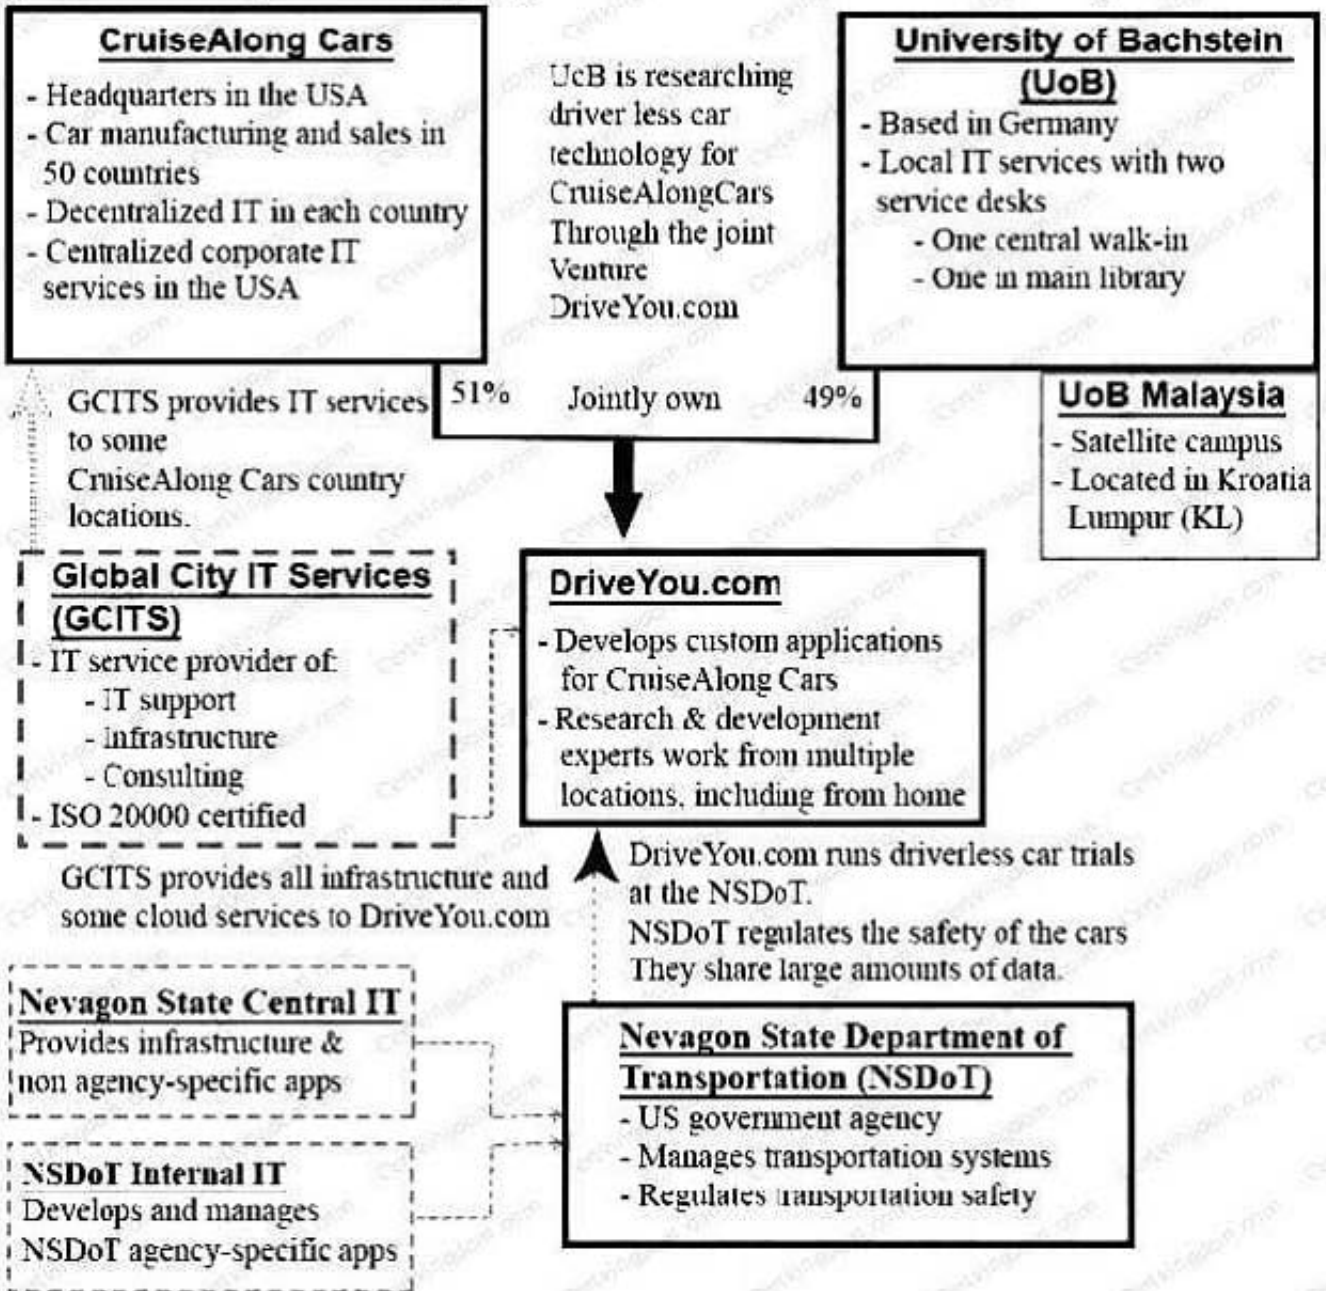 CruiseAlong Cars
- Headquarters in the USA
- Car manufacturing and sales in
50 countries
- Decentralized IT in each country
- Centralized corporate IT
services in the USA
UcB is researching
driver less car
technology for
CruiseAlongCars
Through the joint
Venture
DriveYou.com
University of Bachstein
(UoB)
- Based in Germany
- Local IT services with two
service desks
- One central walk-in
- One in main library
51% Jointly own 49%
UoB Malaysia
- Satellite campus
- Located in Kroatia
Lumpur (KL)
GCITS provides IT services
to some
CruiseAlong Cars country
locations.
Global City IT Services
(GCITS)
- IT service provider of:
- IT support
- Infrastructure
- Consulting
- ISO 20000 certified
DriveYou.com
- Develops custom applications
for CruiseAlong Cars
- Research & development
experts work from multiple
locations, including from home
GCITS provides all infrastructure and
some cloud services to DriveYou.com
DriveYou.com runs driverless car trials
at the NSDoT.
NSDoT regulates the safety of the cars
They share large amounts of data.
Nevagon State Central IT
Provides infrastructure &
non agency-specific apps
NSDoT Internal IT
Develops and manages
NSDoT agency-specific apps
Nevagon State Department of
Transportation (NSDoT)
- US government agency
- Manages transportation systems
- Regulates transportation safety